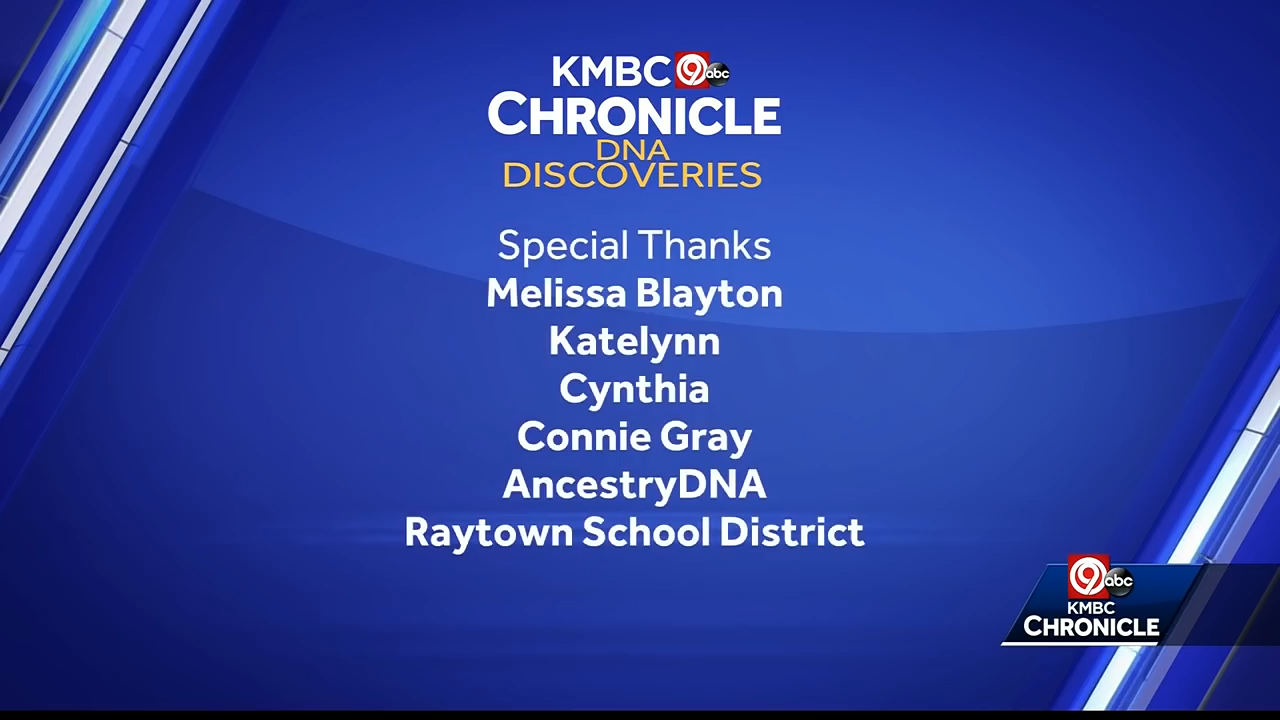 KMBC 9 abc
CHRONICLE
DNA
DISCOVERIES
Special Thanks
Melissa Blayton
Katelynn
Cynthia
Connie Gray
AncestryDNA
Raytown School District
9 abc
KMBC
CHRONICLE